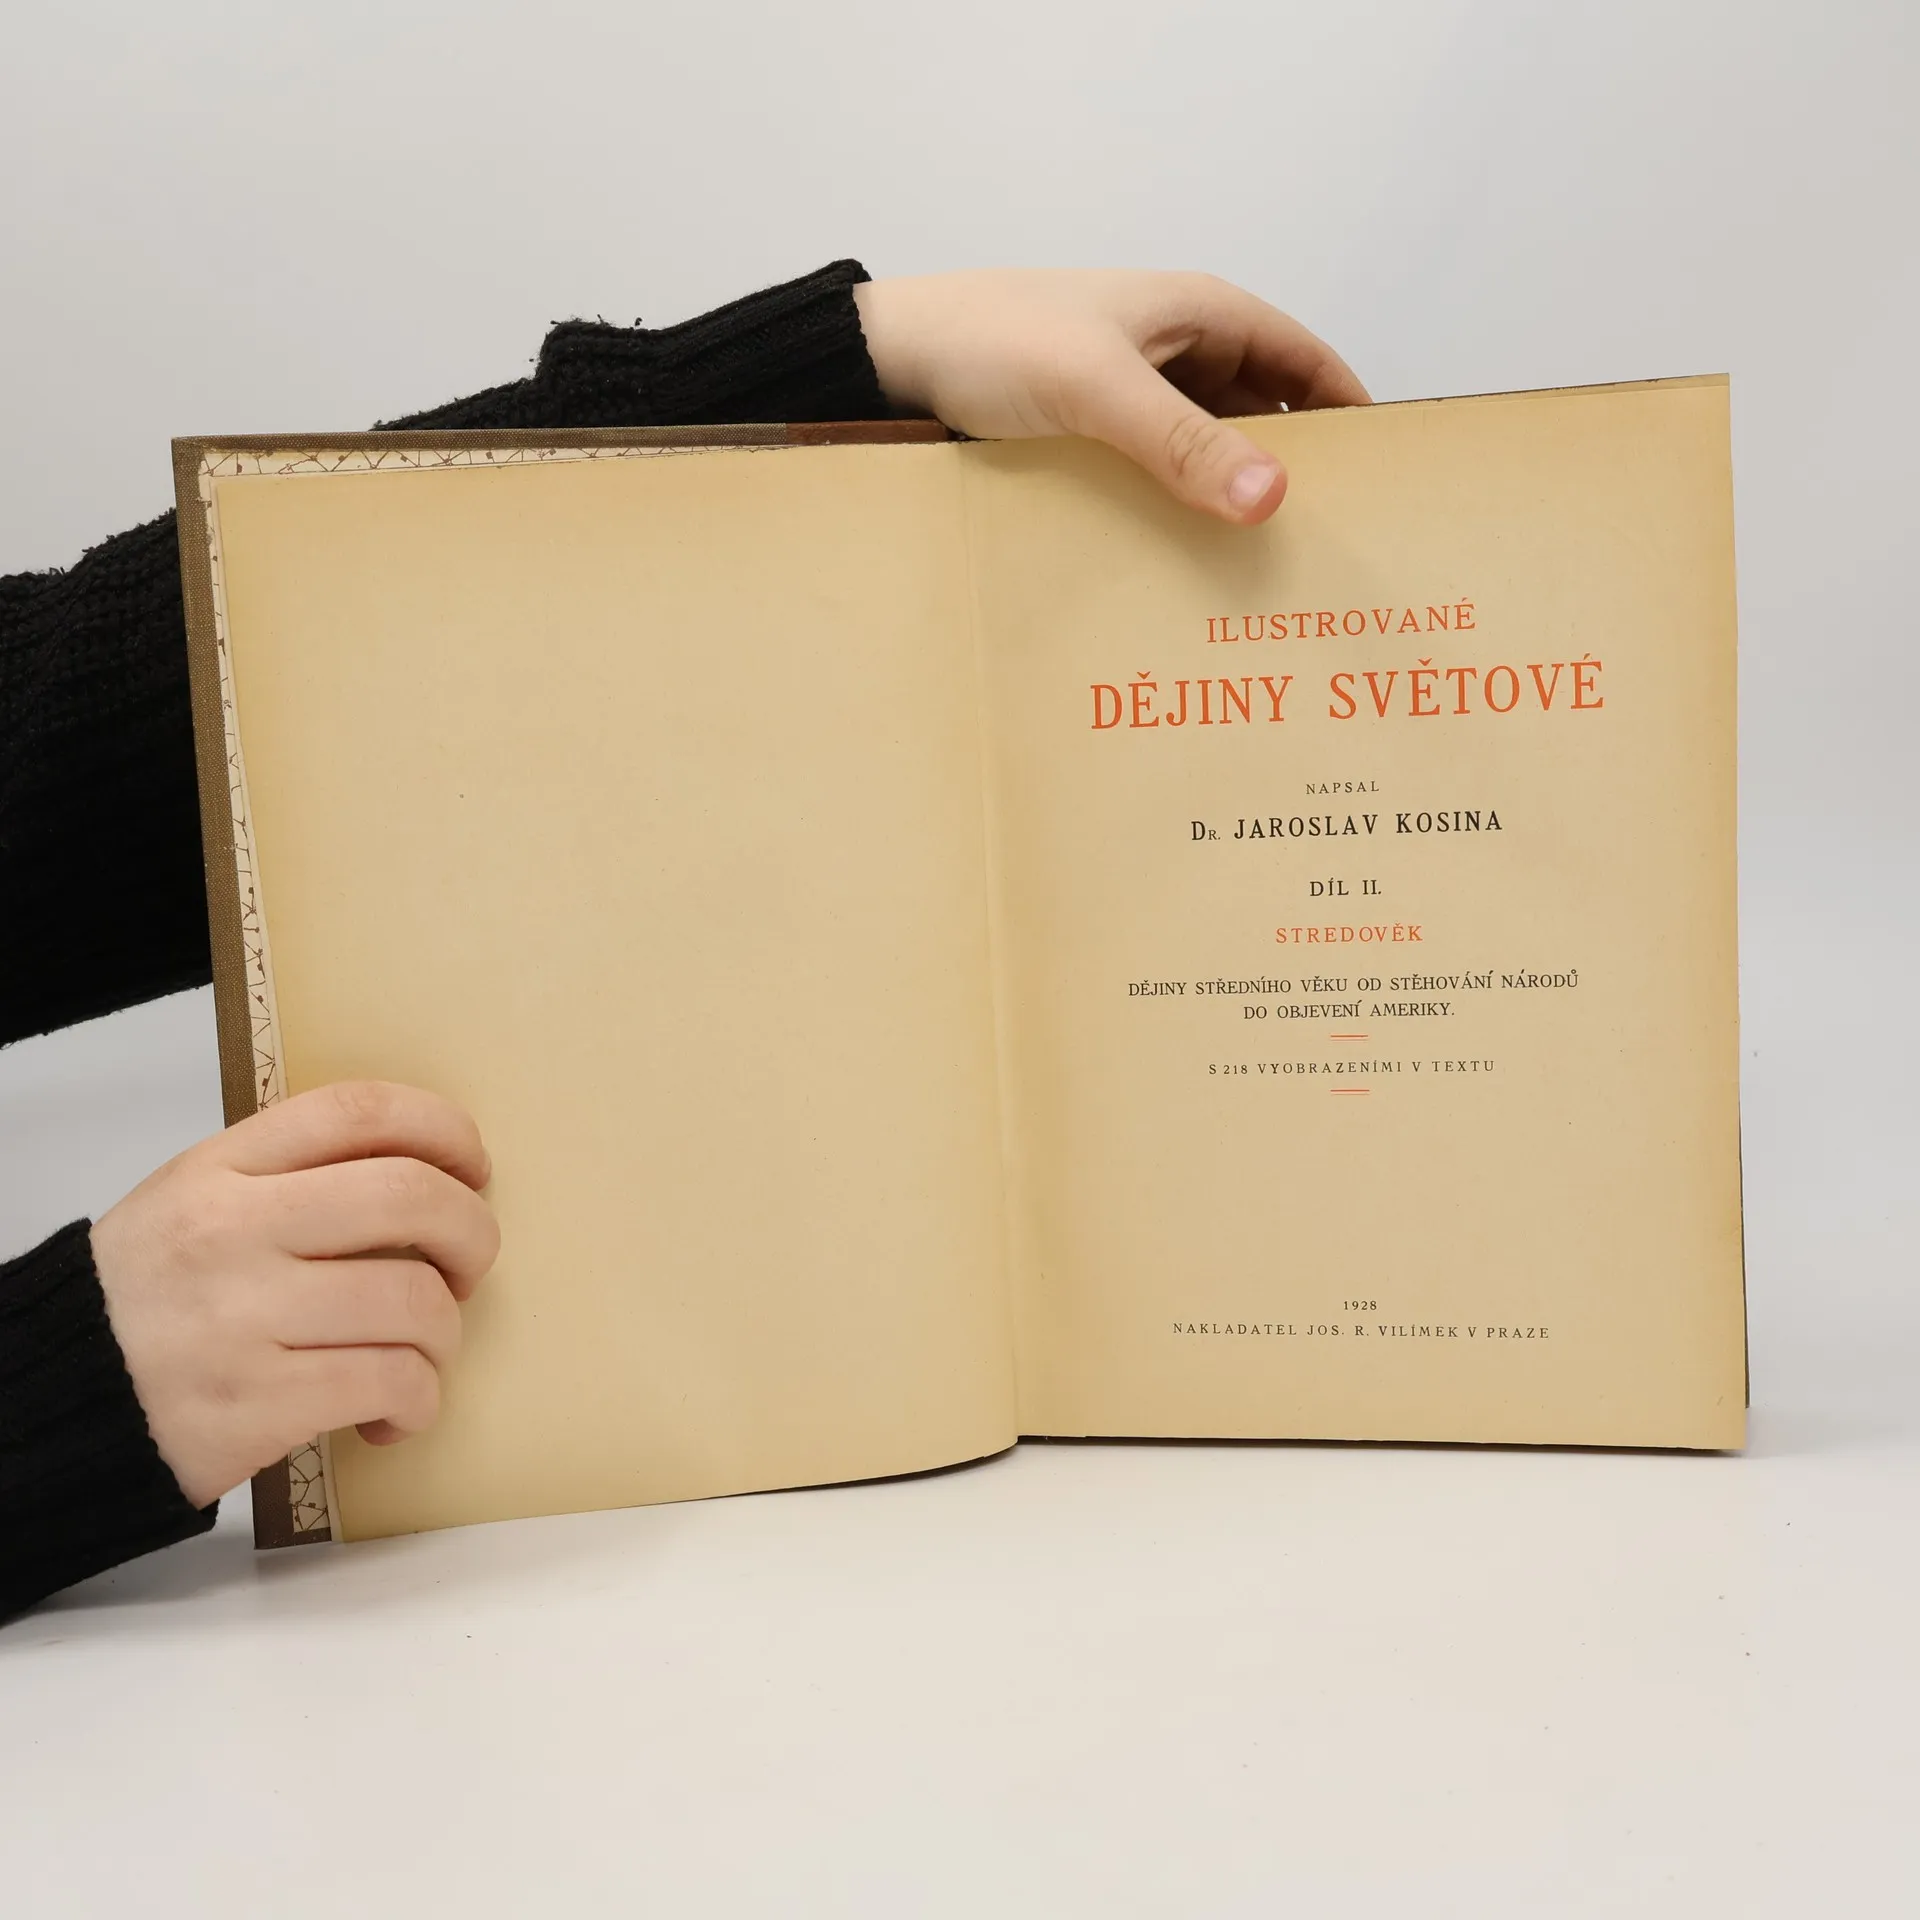 ILUSTROVANÉ
DĚJINY SVĚTOVÉ
NAPSAL
DR. JAROSLAV KOSINA
DÍL II.
STREDOVĚK
DĚJINY STŘEDNÍHO VĚKU OD STĚHOVÁNÍ NÁRODŮ
DO OBJEVENÍ AMERIKY.
S 218 VYOBRAZENÍMI V TEXTU
1928
NAKLADATEL JOS. R. VILÍMEK V PRAZE